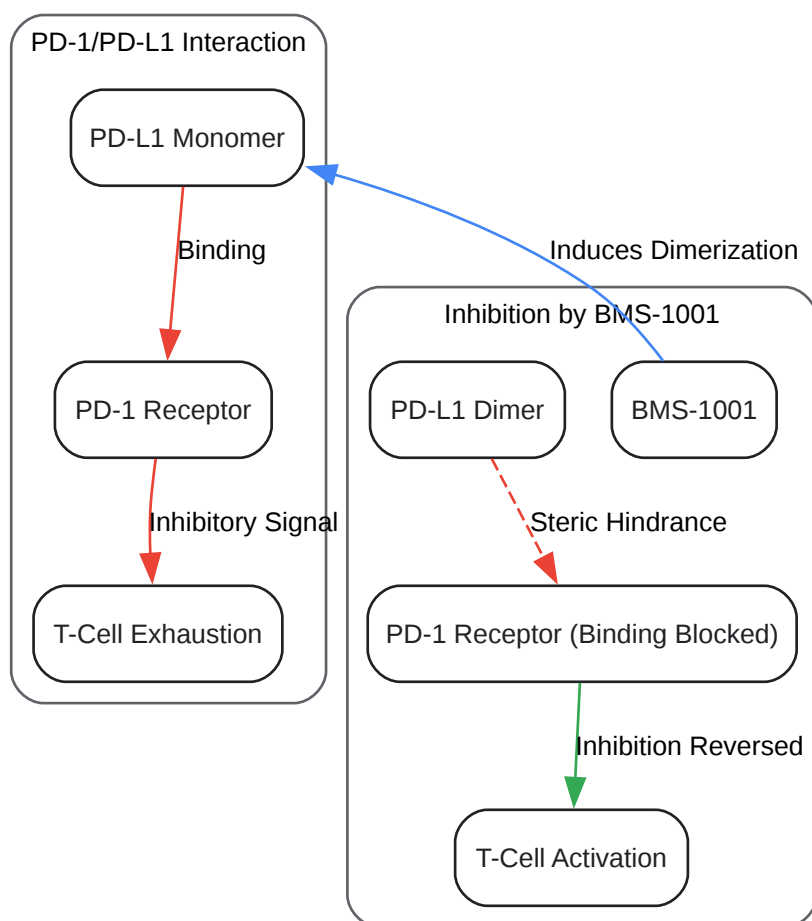 PD-1/PD-L1 Interaction
PD-L1 Monomer
Binding
Induces Dimerization
Inhibition by BMS-1001
PD-1 Receptor
PD-L1 Dimer
BMS-1001
Inhibitory Signal
Steric Hindrance
T-Cell Exhaustion
PD-1 Receptor (Binding Blocked)
Inhibition Reversed
T-Cell Activation